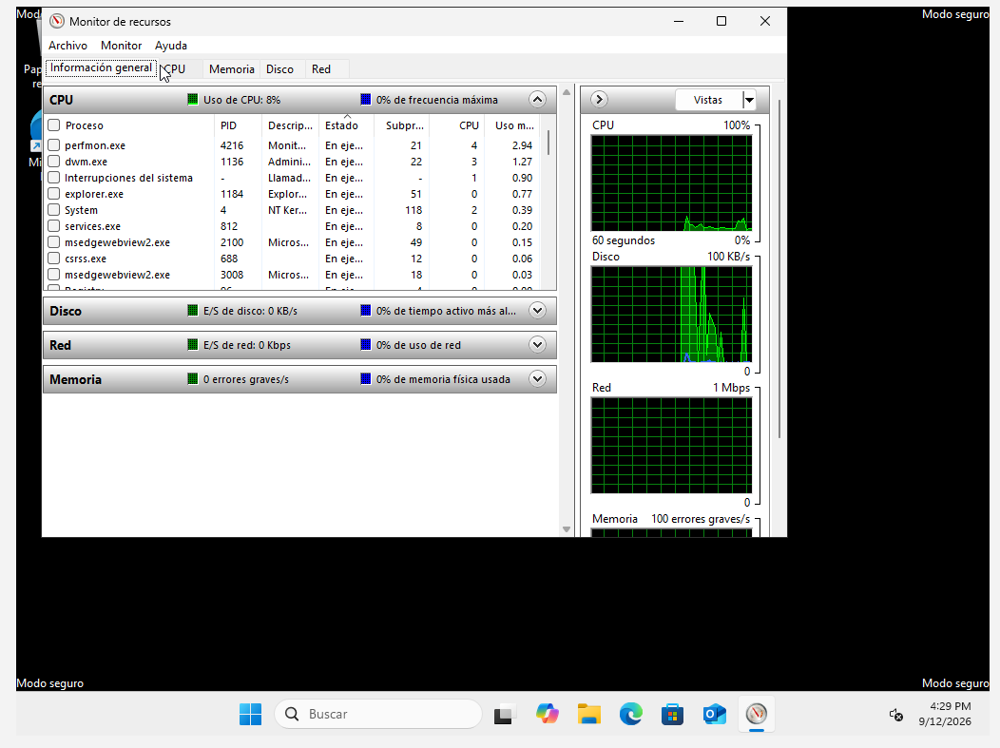 Mod
Monitor de recursos
Modo seguro
Archivo Monitor Ayuda
Información general CPU Memoria Disco Red
Pap
re
Mi
CPU Uso de CPU: 8% 0% de frecuencia máxima
Proceso PID Descrip... Estado Subpr... CPU Uso m...
perfmon.exe 4216 Monit... En eje... 21 4 2.94
dwm.exe 1136 Admini... En eje... 22 3 1.27
Interrupciones del sistema - Llamad... En eje... - 1 0.90
explorer.exe 1184 Explor... En eje... 51 0 0.77
System 4 NT Ker... En eje... 118 2 0.39
services.exe 812 En eje... 8 0 0.20
msedgewebview2.exe 2100 Micros... En eje... 49 0 0.15
csrss.exe 688 En eje... 12 0 0.06
msedgewebview2.exe 3008 Micros... En eje... 18 0 0.03
Disco E/S de disco: 0 KB/s 0% de tiempo activo más al...
Red E/S de red: 0 Kbps 0% de uso de red
Memoria 0 errores graves/s 0% de memoria física usada
Vistas
CPU 100%
60 segundos 0%
Disco 100 KB/s
0
Red 1 Mbps
0
Memoria 100 errores graves/s
Modo seguro
Modo seguro
Buscar
4:29 PM
9/12/2026